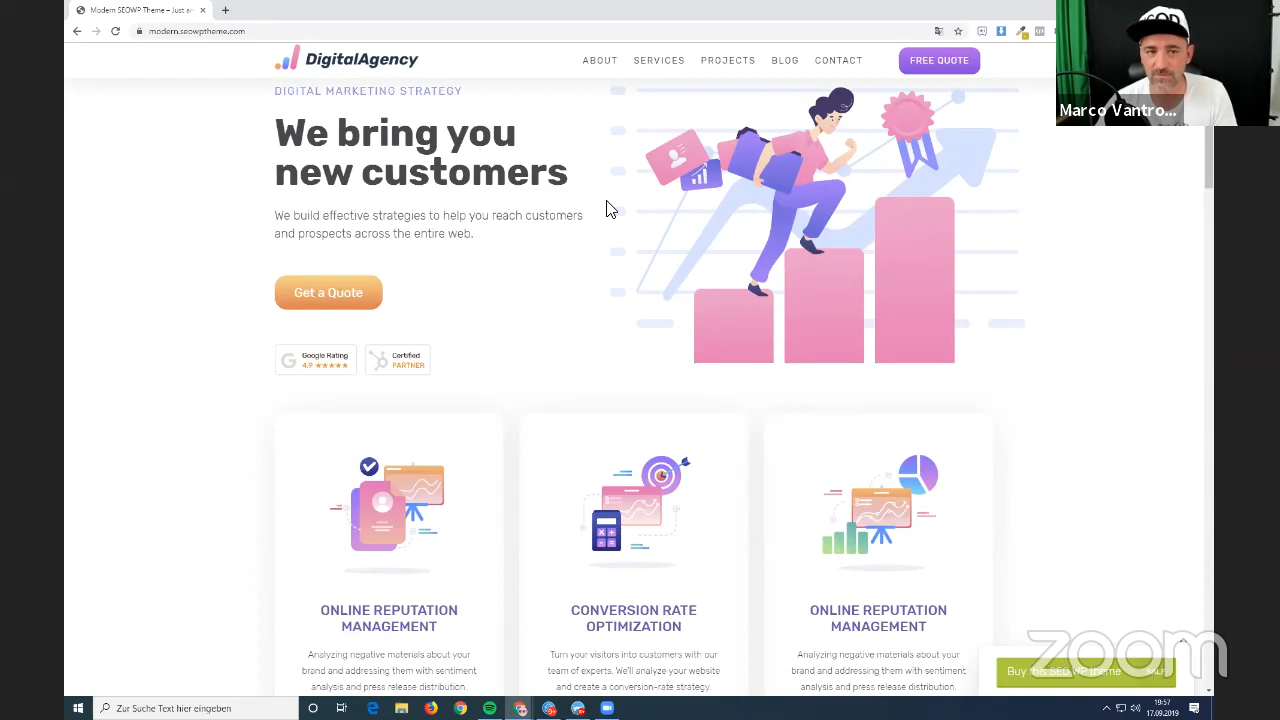 Modern SEOWP Theme – Just an
modern.seowptheme.com
DigitalAgency
ABOUT SERVICES PROJECTS BLOG CONTACT FREE QUOTE
Marco Vantro...
DIGITAL MARKETING STRATEGY
We bring you
new customers
We build effective strategies to help you reach customers
and prospects across the entire web.
Get a Quote
Google Rating
4.9 ★★★★★
Certified
PARTNER
ONLINE REPUTATION
MANAGEMENT
Analyzing negative materials about your
brand and addressing them with sentiment
analysis and press release distribution.
CONVERSION RATE
OPTIMIZATION
Turn your visitors into customers with our
team of experts. We'll analyze your website
and create a conversion-rate strategy.
ONLINE REPUTATION
MANAGEMENT
Analyzing negative materials about your
brand and addressing them with sentiment
analysis and press release distribution.
Buy this SEO WP theme SALE
zoom
Zur Suche Text hier eingeben
19:57
17.09.2019